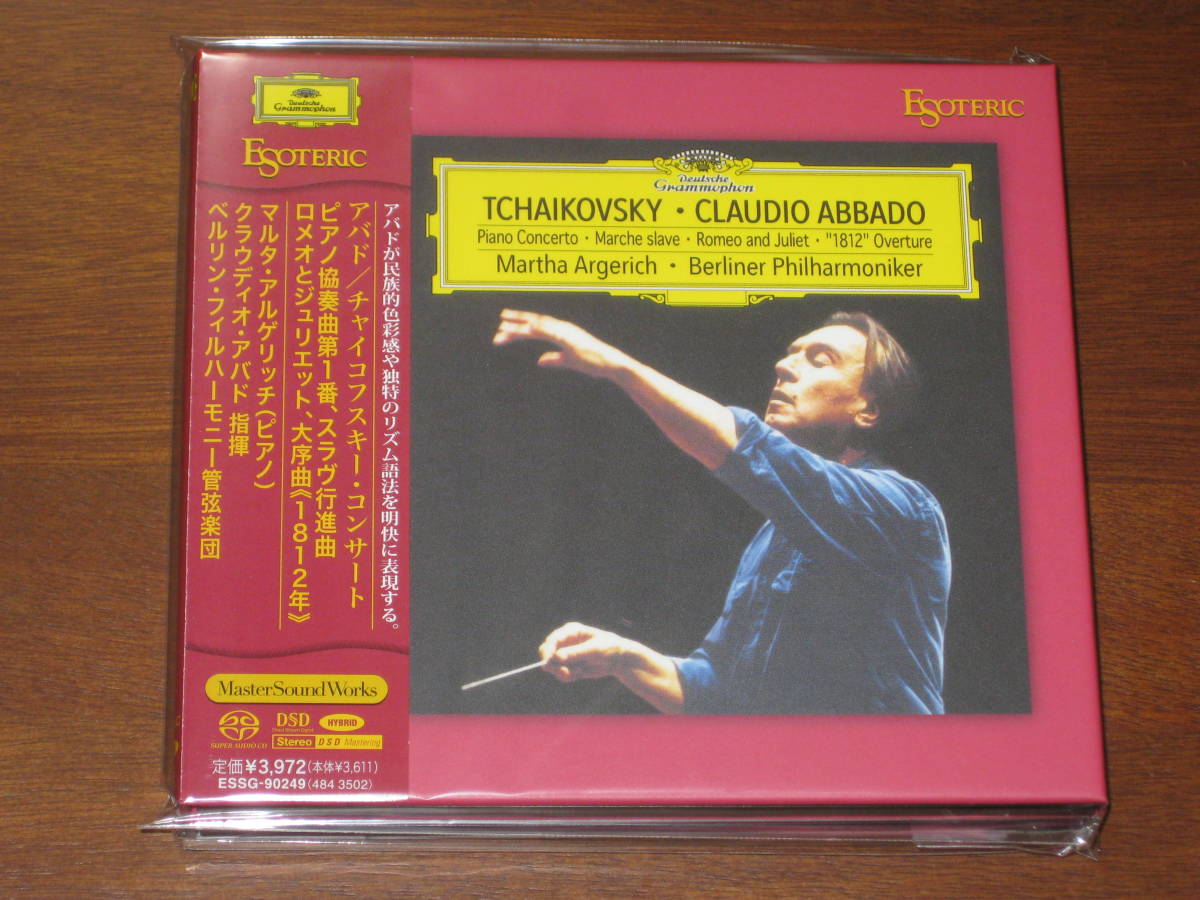 Deutsche
Grammophon
ESOTERIC
アバドが民族的色彩感や独特のリズム語法を明快に表現する。
アバド／チャイコフスキー・コンサート
ピアノ協奏曲第1番、スラヴ行進曲
ロメオとジュリエット、大序曲《1812年》
マルタ・アルゲリッチ(ピアノ)
クラウディオ・アバド 指揮
ベルリン・フィルハーモニー管弦楽団
MasterSoundWorks
SUPER AUDIO CD
DSD
Direct Stream Digital
HYBRID
Stereo
DSD Mastering
定価¥3,972(本体¥3,611)
ESSG-90249(484 3502)
ESOTERIC
Deutsche
Grammophon
TCHAIKOVSKY · CLAUDIO ABBADO
Piano Concerto · Marche slave · Romeo and Juliet · "1812" Overture
Martha Argerich · Berliner Philharmoniker